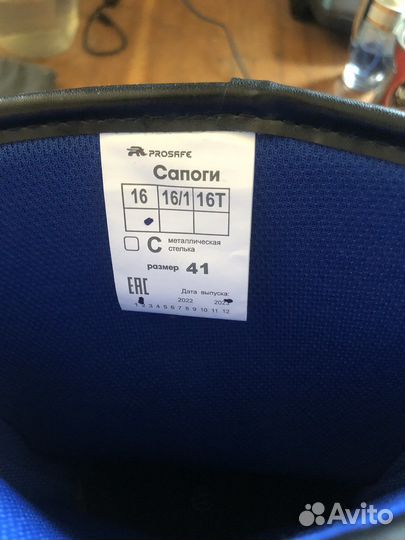 PROSAFE
Сапоги
16 16/1 16Т
С металлическая
стелька
размер 41
EAC Дата выпуска:
2022
1 2 3 4 5 6 7 8 9 10 11 12
Avito